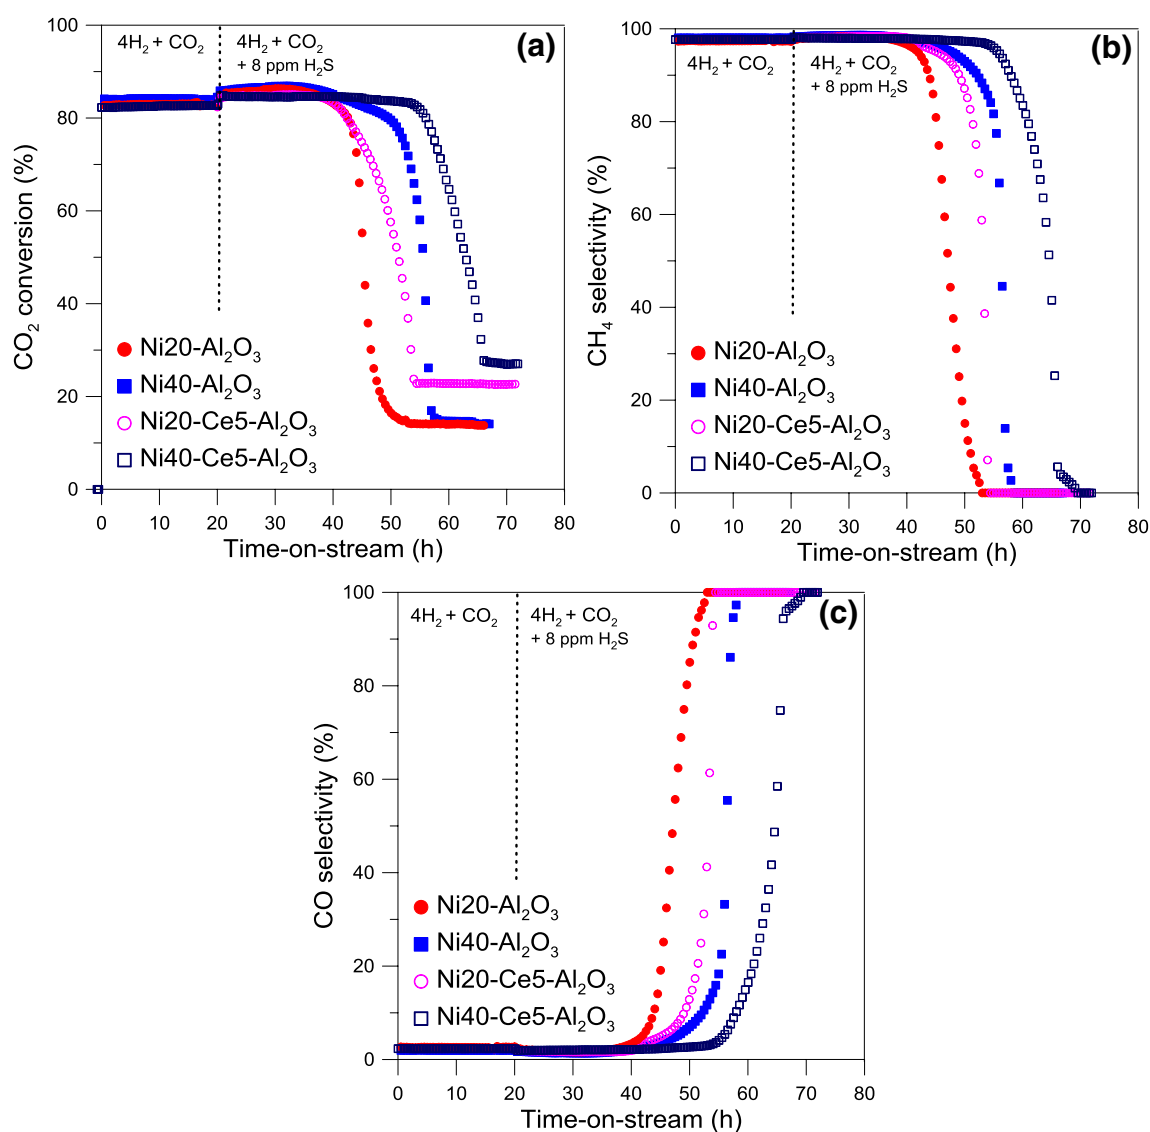 (a)
4H₂ + CO₂
4H₂ + CO₂
+ 8 ppm H₂S
CO₂ conversion (%)
100
80
60
40
20
0
Ni20-Al₂O₃
Ni40-Al₂O₃
Ni20-Ce5-Al₂O₃
Ni40-Ce5-Al₂O₃
0 10 20 30 40 50 60 70 80
Time-on-stream (h)
(b)
4H₂ + CO₂
4H₂ + CO₂
+ 8 ppm H₂S
CH₄ selectivity (%)
100
80
60
40
20
0
Ni20-Al₂O₃
Ni40-Al₂O₃
Ni20-Ce5-Al₂O₃
Ni40-Ce5-Al₂O₃
0 10 20 30 40 50 60 70 80
Time-on-stream (h)
(c)
4H₂ + CO₂
4H₂ + CO₂
+ 8 ppm H₂S
CO selectivity (%)
100
80
60
40
20
0
Ni20-Al₂O₃
Ni40-Al₂O₃
Ni20-Ce5-Al₂O₃
Ni40-Ce5-Al₂O₃
0 10 20 30 40 50 60 70 80
Time-on-stream (h)